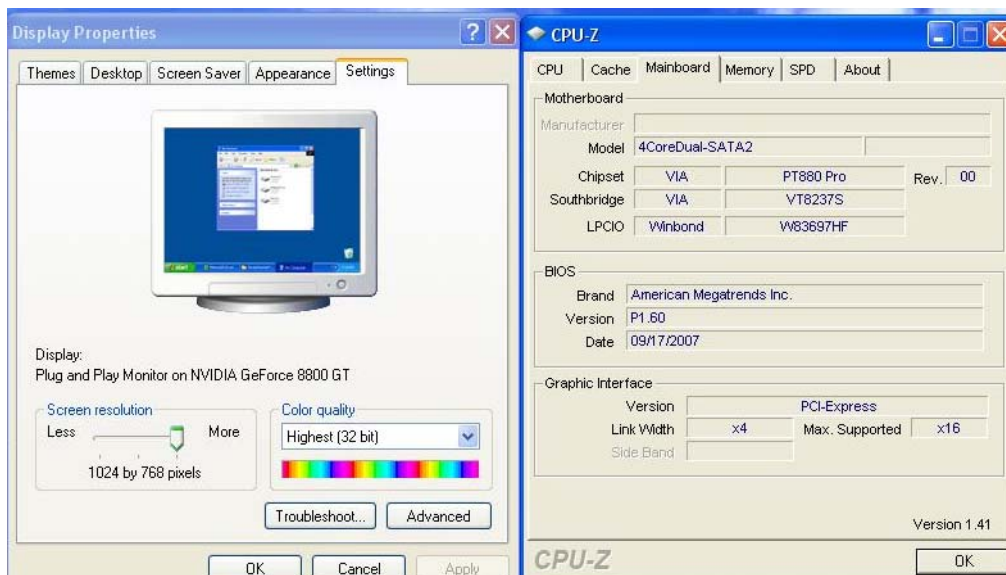 Display Properties
Themes Desktop Screen Saver Appearance Settings
Display:
Plug and Play Monitor on NVIDIA GeForce 8800 GT
Screen resolution
Less More
1024 by 768 pixels
Color quality
Highest (32 bit)
Troubleshoot... Advanced
OK Cancel Apply
CPU-Z
CPU Cache Mainboard Memory SPD About
Motherboard
Manufacturer
Model 4CoreDual-SATA2
Chipset VIA PT880 Pro Rev. 00
Southbridge VIA VT8237S
LPCIO Winbond W83697HF
BIOS
Brand American Megatrends Inc.
Version P1.60
Date 09/17/2007
Graphic Interface
Version PCI-Express
Link Width x4 Max. Supported x16
Side Band
Version 1.41
CPU-Z OK